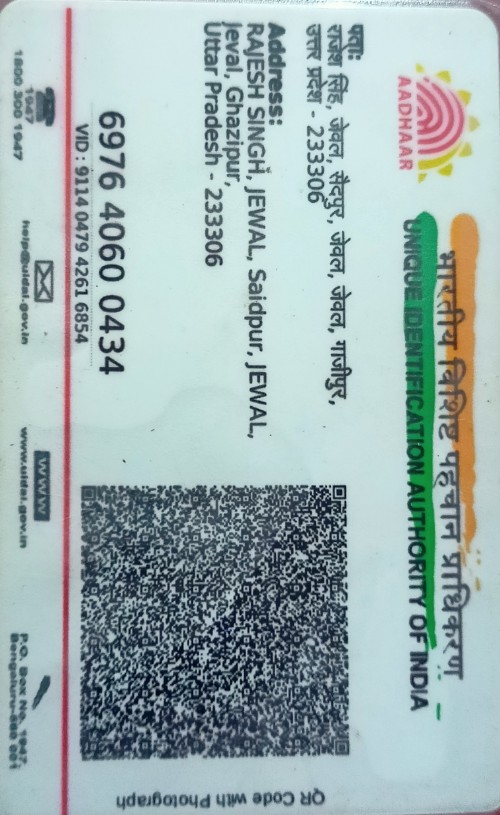 भारतीय विशिष्ट पहचान प्राधिकरण
UNIQUE IDENTIFICATION AUTHORITY OF INDIA
AADHAAR
पता:
राजेश सिंह, जेवल, सैदपुर, जेवल, जेवल, गाजीपुर,
उत्तर प्रदेश - 233306
Address:
RAJESH SINGH, JEWAL, Saidpur, JEWAL,
Jeval, Ghazipur,
Uttar Pradesh - 233306
QR Code with Photograph
6976 4060 0434
VID : 9114 0479 4261 6854
1947
1800 300 1947
help@uidai.gov.in
WWW
www.uidai.gov.in
P.O. Box No. 1947,
Bengaluru-560 001